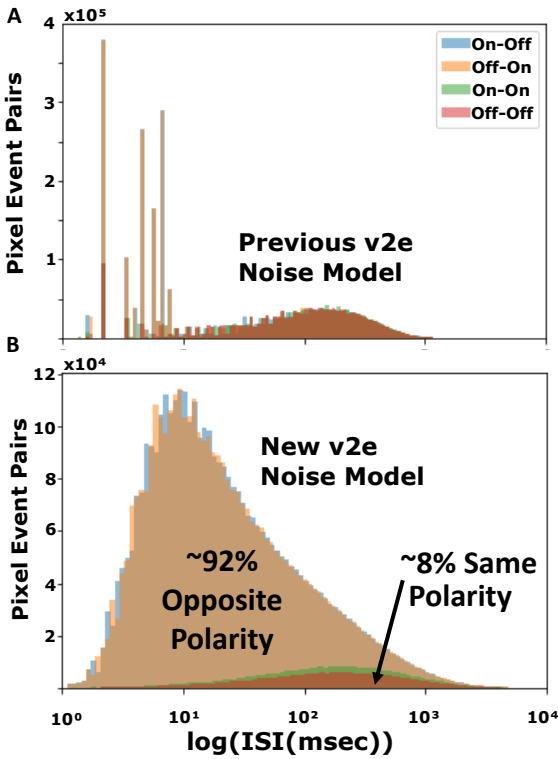 A
x10⁵
4
3
2
1
Pixel Event Pairs
On-Off
Off-On
On-On
Off-Off
Previous v2e
Noise Model
B
x10⁴
12
10
8
6
4
2
Pixel Event Pairs
New v2e
Noise Model
~92%
Opposite
Polarity
~8% Same
Polarity
10⁰ 10¹ 10² 10³ 10⁴
log(ISI(msec))